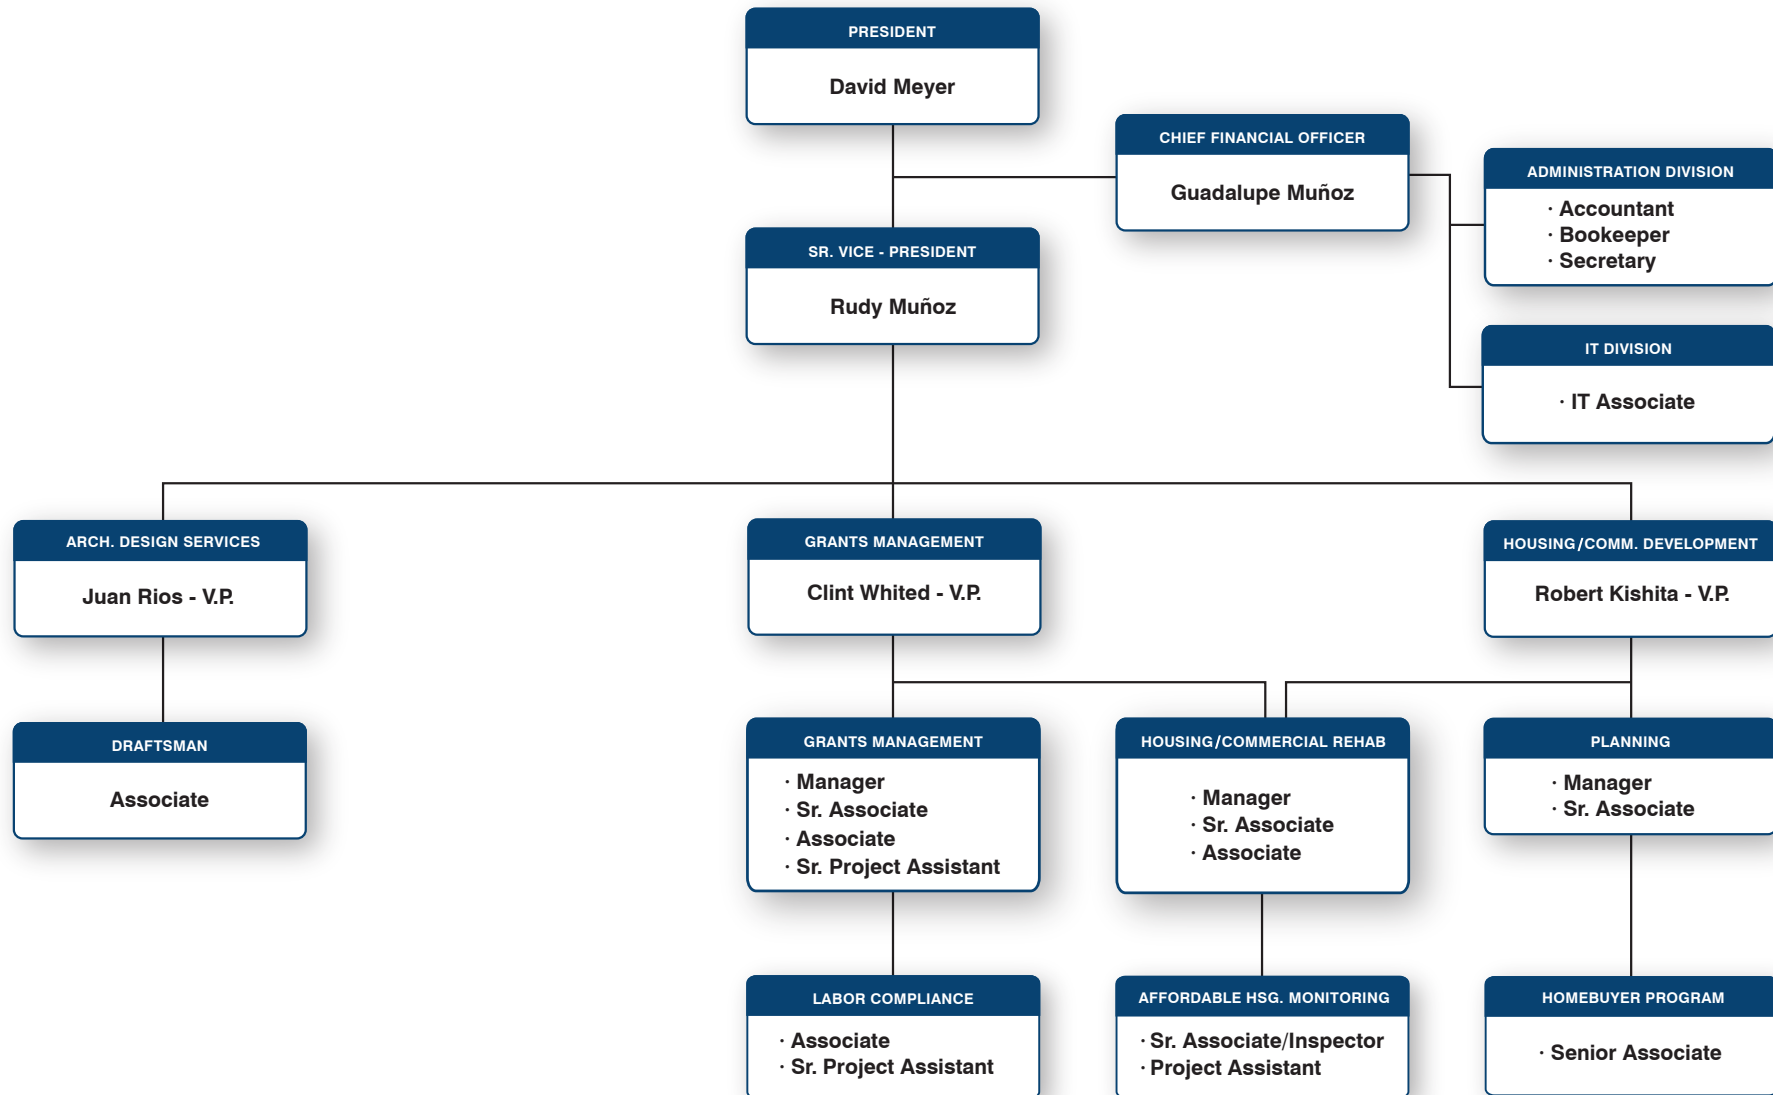 PRESIDENT
David Meyer
CHIEF FINANCIAL OFFICER
Guadalupe Muñoz
ADMINISTRATION DIVISION
· Accountant
· Bookeeper
· Secretary
SR. VICE - PRESIDENT
Rudy Muñoz
IT DIVISION
· IT Associate
ARCH. DESIGN SERVICES
Juan Rios - V.P.
GRANTS MANAGEMENT
Clint Whited - V.P.
HOUSING/COMM. DEVELOPMENT
Robert Kishita - V.P.
DRAFTSMAN
Associate
GRANTS MANAGEMENT
· Manager
· Sr. Associate
· Associate
· Sr. Project Assistant
HOUSING/COMMERCIAL REHAB
· Manager
· Sr. Associate
· Associate
PLANNING
· Manager
· Sr. Associate
LABOR COMPLIANCE
· Associate
· Sr. Project Assistant
AFFORDABLE HSG. MONITORING
· Sr. Associate/Inspector
· Project Assistant
HOMEBUYER PROGRAM
· Senior Associate